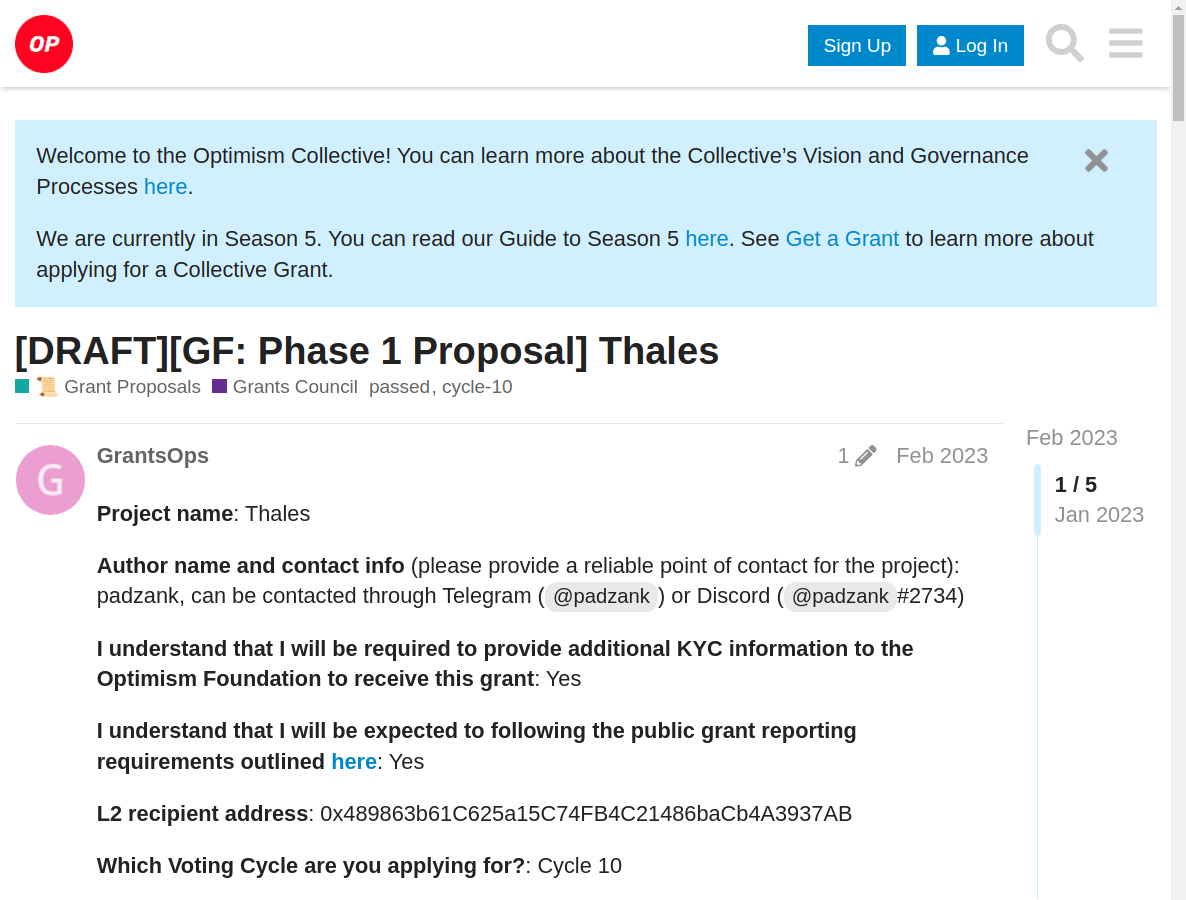 OP
Sign Up
Log In
Welcome to the Optimism Collective! You can learn more about the Collective’s Vision and Governance
Processes here.
We are currently in Season 5. You can read our Guide to Season 5 here. See Get a Grant to learn more about
applying for a Collective Grant.
[DRAFT][GF: Phase 1 Proposal] Thales
Grant Proposals Grants Council passed, cycle-10
G
GrantsOps
1
Feb 2023
Feb 2023
1 / 5
Jan 2023
Project name: Thales
Author name and contact info (please provide a reliable point of contact for the project):
padzank, can be contacted through Telegram (@padzank) or Discord (@padzank#2734)
I understand that I will be required to provide additional KYC information to the
Optimism Foundation to receive this grant: Yes
I understand that I will be expected to following the public grant reporting
requirements outlined here: Yes
L2 recipient address: 0x489863b61C625a15C74FB4C21486baCb4A3937AB
Which Voting Cycle are you applying for?: Cycle 10